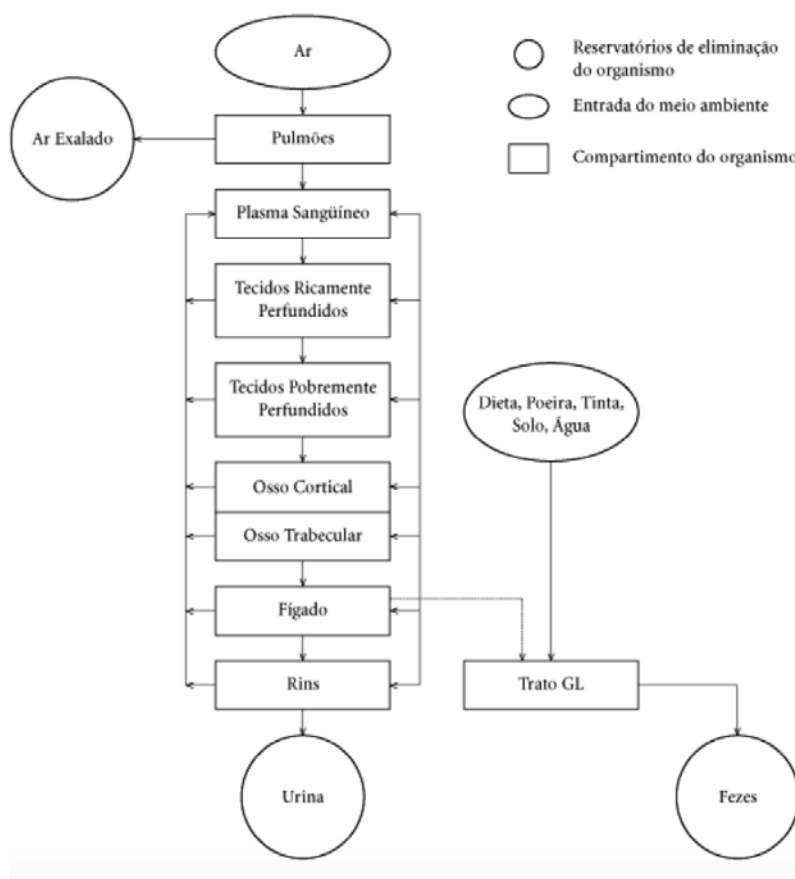 Ar
Reservatórios de eliminação
do organismo
Entrada do meio ambiente
Compartimento do organismo
Ar Exalado
Pulmões
Plasma Sangüíneo
Tecidos Ricamente
Perfundidos
Tecidos Pobremente
Perfundidos
Dieta, Poeira, Tinta,
Solo, Água
Osso Cortical
Osso Trabecular
Fígado
Rins
Trato GL
Urina
Fezes